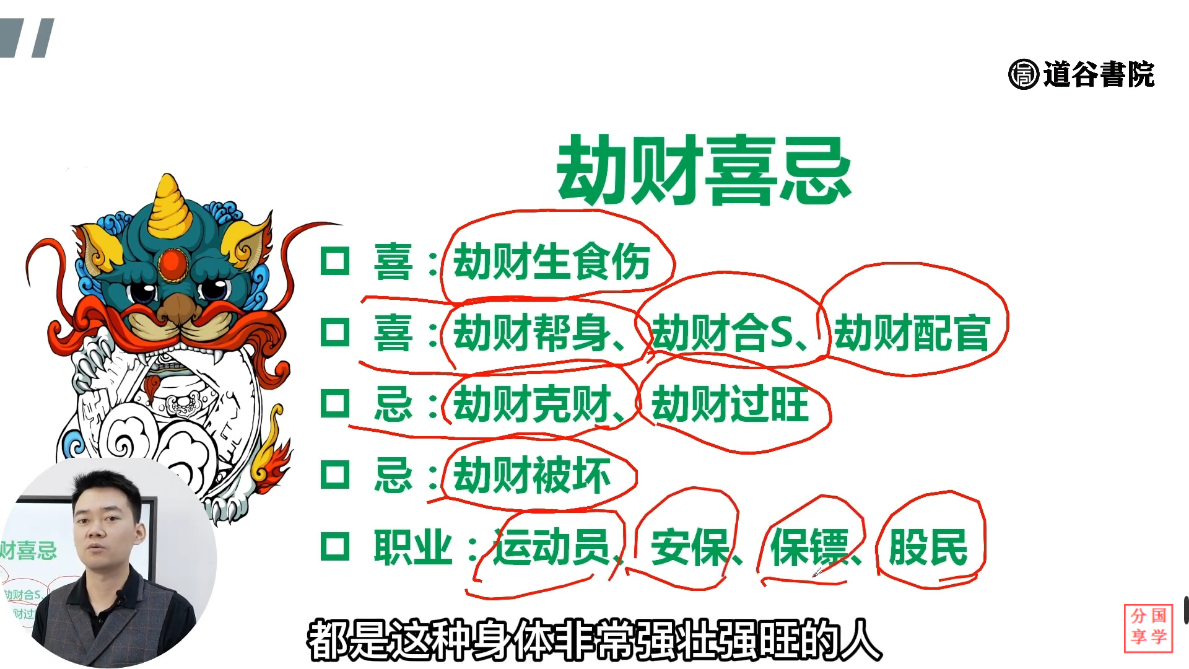 道谷書院
劫财喜忌
喜：劫财生食伤
喜：劫财帮身、劫财合S、劫财配官
忌：劫财克财、劫财过旺
忌：劫财被坏
职业：运动员、安保、保镖、股民
财喜忌
劫财合S、
财过
都是这种身体非常强壮强旺的人
分国
享学